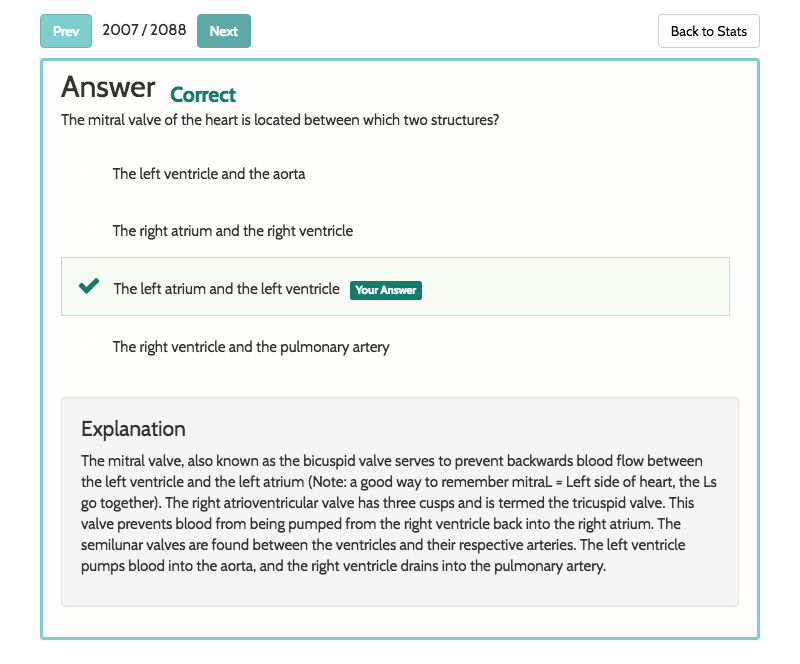 Prev 2007 / 2088 Next Back to Stats
Answer Correct
The mitral valve of the heart is located between which two structures?
The left ventricle and the aorta
The right atrium and the right ventricle
The left atrium and the left ventricle Your Answer
The right ventricle and the pulmonary artery
Explanation
The mitral valve, also known as the bicuspid valve serves to prevent backwards blood flow between
the left ventricle and the left atrium (Note: a good way to remember mitraL = Left side of heart, the Ls
go together). The right atrioventricular valve has three cusps and is termed the tricuspid valve. This
valve prevents blood from being pumped from the right ventricle back into the right atrium. The
semilunar valves are found between the ventricles and their respective arteries. The left ventricle
pumps blood into the aorta, and the right ventricle drains into the pulmonary artery.